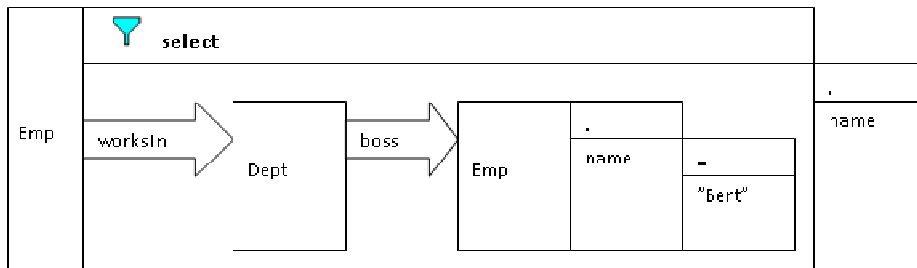 select
.
Emp
worksIn
boss
.
name
Dept
Emp
name
=
"Bert"